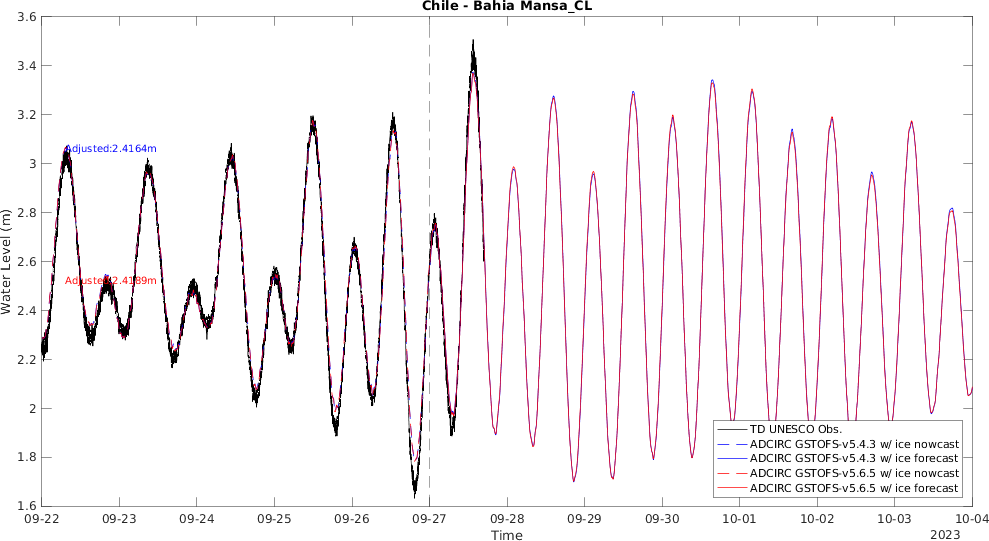 Chile - Bahia Mansa_CL
Water Level (m)
3.6
3.4
3.2
3
2.8
2.6
2.4
2.2
2
1.8
1.6
Adjusted:2.4164m
Adjusted:2.4189m
TD UNESCO Obs.
ADCIRC GSTOFS-v5.4.3 w/ ice nowcast
ADCIRC GSTOFS-v5.4.3 w/ ice forecast
ADCIRC GSTOFS-v5.6.5 w/ ice nowcast
ADCIRC GSTOFS-v5.6.5 w/ ice forecast
09-22 09-23 09-24 09-25 09-26 09-27 09-28 09-29 09-30 10-01 10-02 10-03 10-04
Time
2023